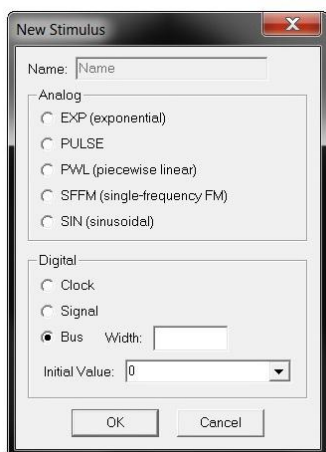 New Stimulus
Name: Name
Analog
EXP (exponential)
PULSE
PWL (piecewise linear)
SFFM (single-frequency FM)
SIN (sinusoidal)
Digital
Clock
Signal
Bus Width:
Initial Value: 0
OK Cancel